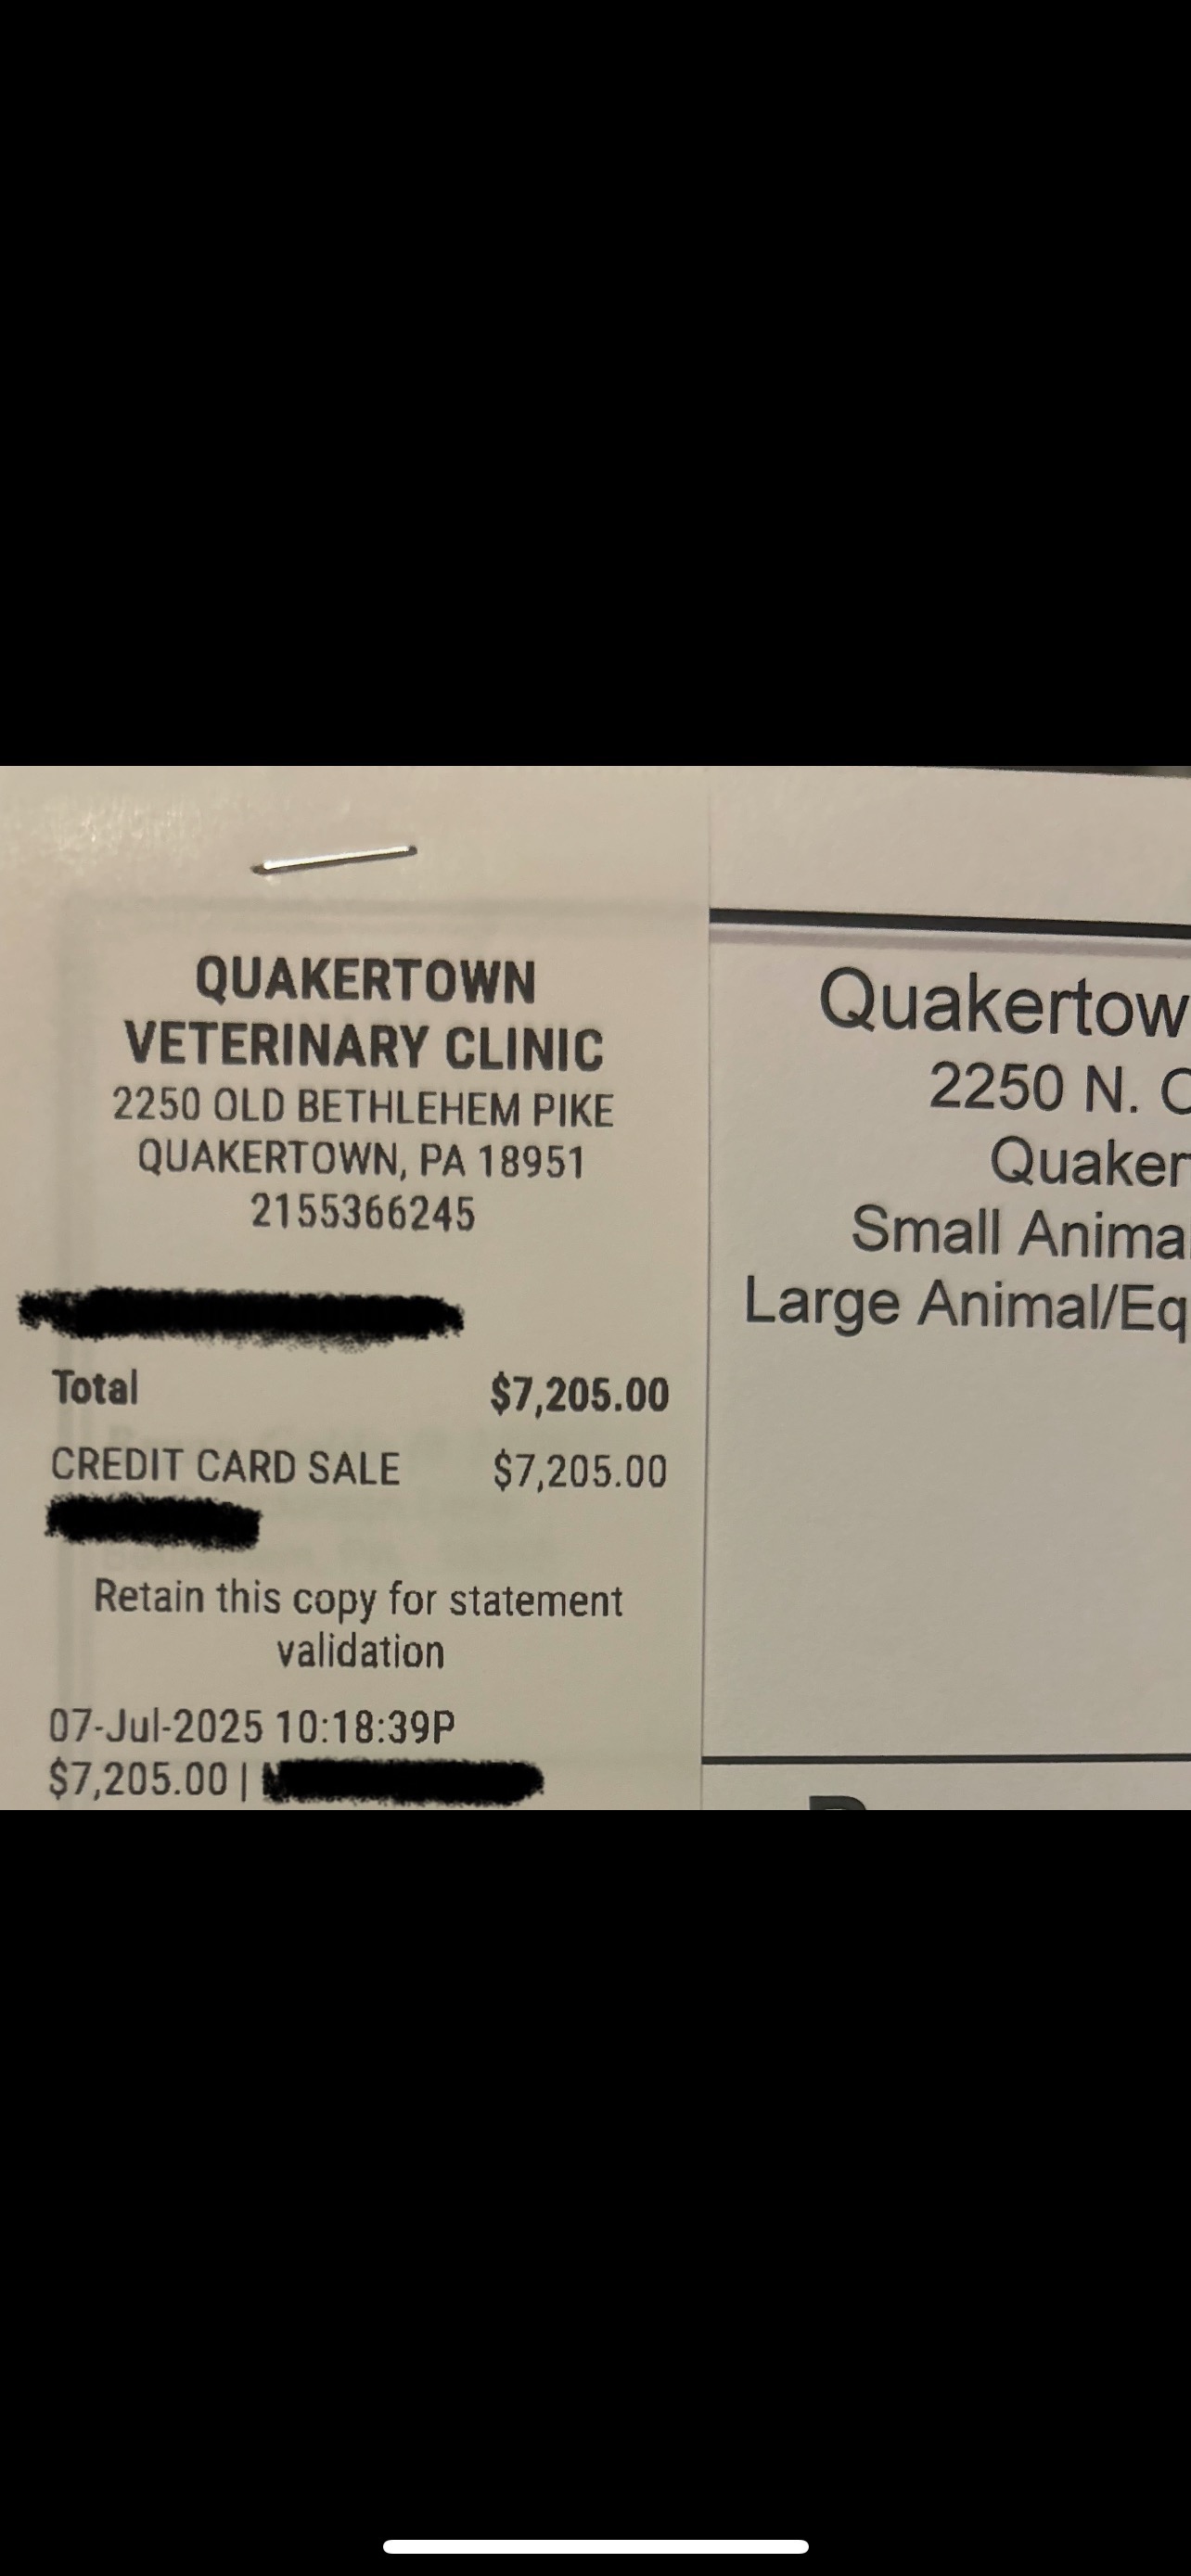 QUAKERTOWN
VETERINARY CLINIC
2250 OLD BETHLEHEM PIKE
QUAKERTOWN, PA 18951
2155366245
Total $7,205.00
CREDIT CARD SALE $7,205.00
Retain this copy for statement
validation
07-Jul-2025 10:18:39P
$7,205.00 |
Quakertow
2250 N. O
Quaker
Small Anima
Large Animal/Eq